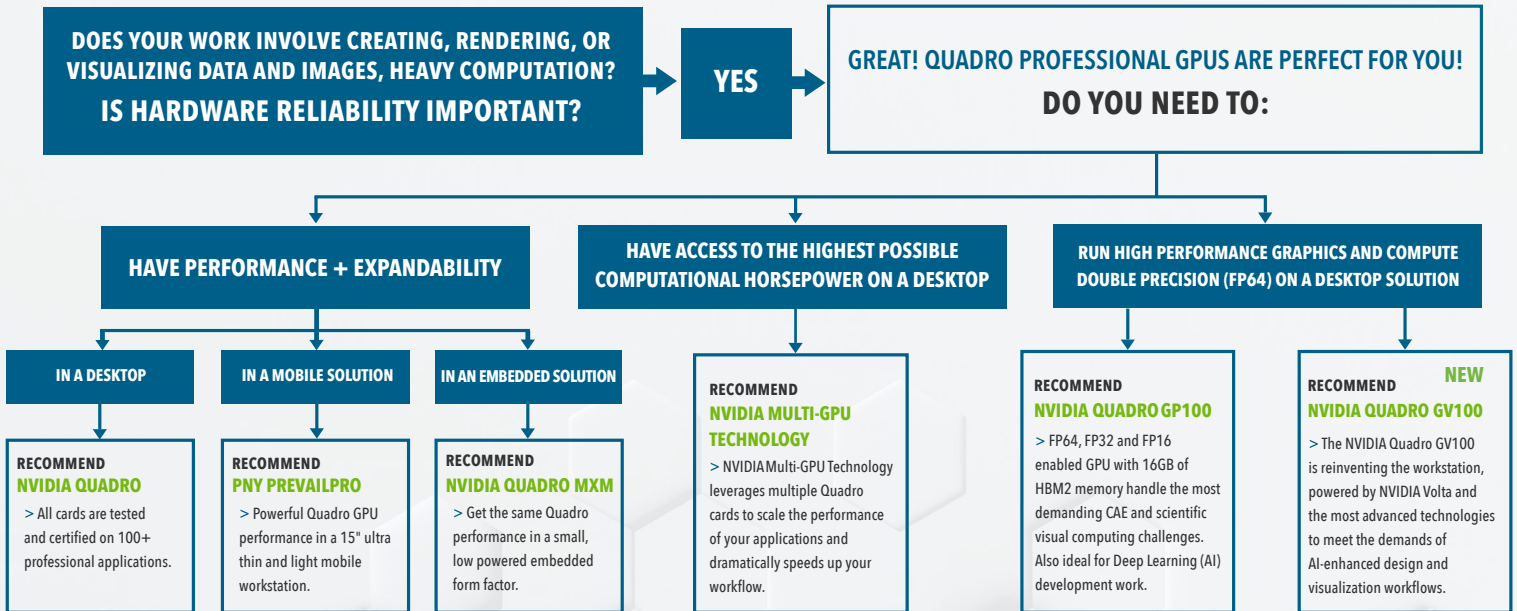 DOES YOUR WORK INVOLVE CREATING, RENDERING, OR
VISUALIZING DATA AND IMAGES, HEAVY COMPUTATION?
IS HARDWARE RELIABILITY IMPORTANT?
YES
GREAT! QUADRO PROFESSIONAL GPUS ARE PERFECT FOR YOU!
DO YOU NEED TO:
HAVE PERFORMANCE + EXPANDABILITY
HAVE ACCESS TO THE HIGHEST POSSIBLE
COMPUTATIONAL HORSEPOWER ON A DESKTOP
RUN HIGH PERFORMANCE GRAPHICS AND COMPUTE
DOUBLE PRECISION (FP64) ON A DESKTOP SOLUTION
IN A DESKTOP
IN A MOBILE SOLUTION
IN AN EMBEDDED SOLUTION
RECOMMEND
NVIDIA QUADRO
> All cards are tested
and certified on 100+
professional applications.
RECOMMEND
PNY PREVAILPRO
> Powerful Quadro GPU
performance in a 15" ultra
thin and light mobile
workstation.
RECOMMEND
NVIDIA QUADRO MXM
> Get the same Quadro
performance in a small,
low powered embedded
form factor.
RECOMMEND
NVIDIA MULTI-GPU
TECHNOLOGY
> NVIDIA Multi-GPU Technology
leverages multiple Quadro
cards to scale the performance
of your applications and
dramatically speeds up your
workflow.
RECOMMEND
NVIDIA QUADRO GP100
> FP64, FP32 and FP16
enabled GPU with 16GB of
HBM2 memory handle the most
demanding CAE and scientific
visual computing challenges.
Also ideal for Deep Learning (AI)
development work.
NEW
RECOMMEND
NVIDIA QUADRO GV100
> The NVIDIA Quadro GV100
is reinventing the workstation,
powered by NVIDIA Volta and
the most advanced technologies
to meet the demands of
AI-enhanced design and
visualization workflows.